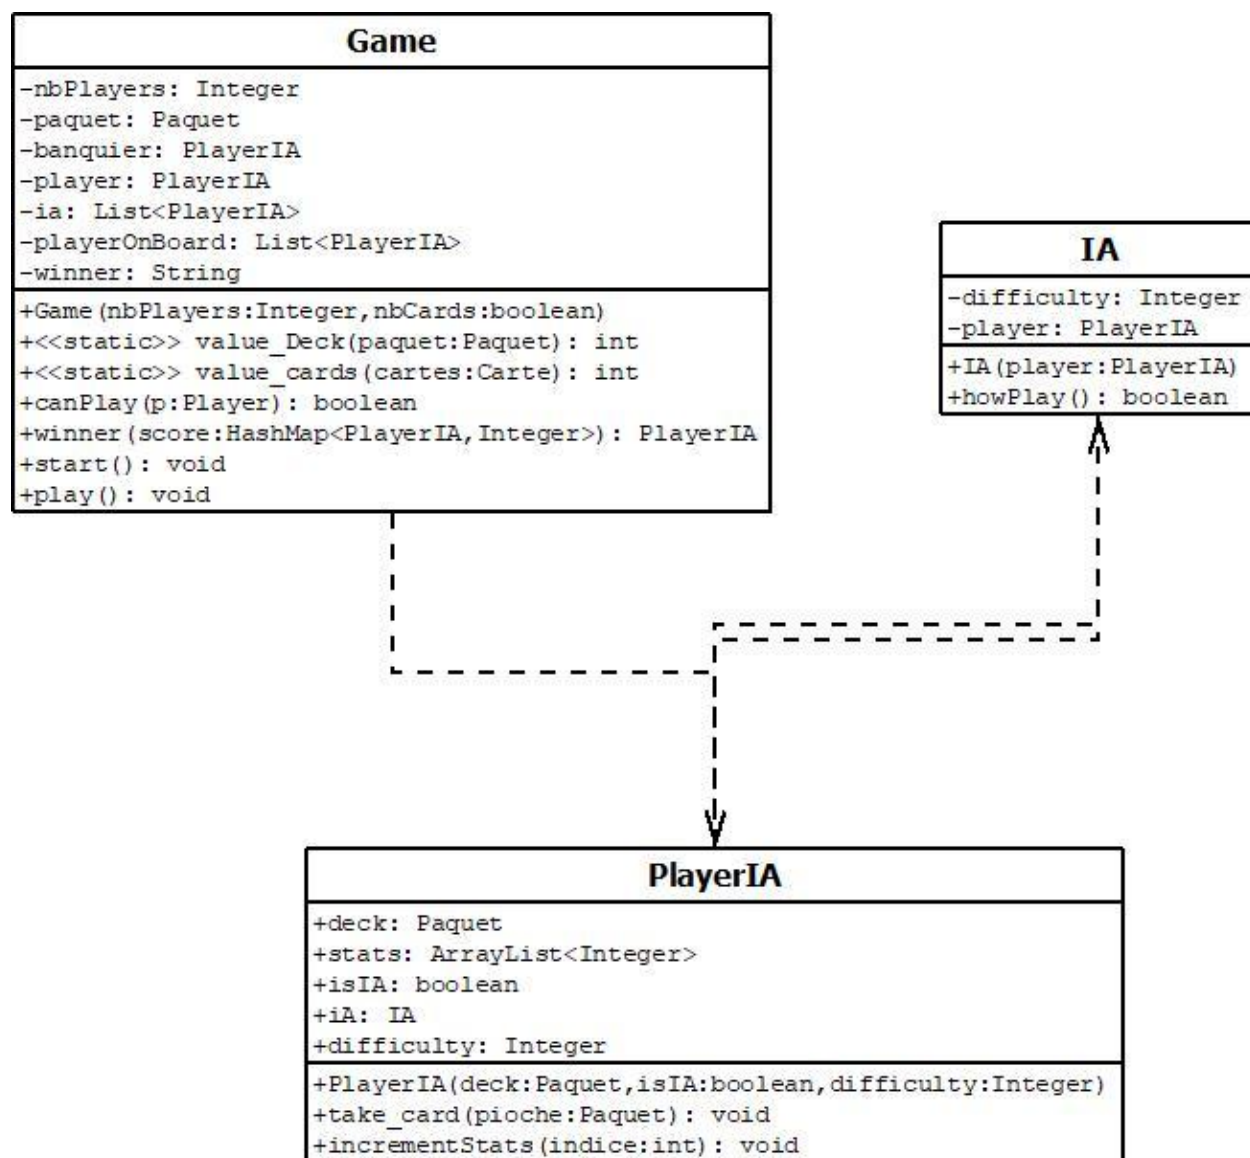 Game
-nbPlayers: Integer
-paquet: Paquet
-banquier: PlayerIA
-player: PlayerIA
-ia: List<PlayerIA>
-playerOnBoard: List<PlayerIA>
-winner: String
+Game(nbPlayers:Integer,nbCards:boolean)
+<<static>> value_Deck(paquet:Paquet): int
+<<static>> value_cards(cartes:Carte): int
+canPlay(p:Player): boolean
+winner(score:HashMap<PlayerIA,Integer>): PlayerIA
+start(): void
+play(): void
IA
-difficulty: Integer
-player: PlayerIA
+IA(player:PlayerIA)
+howPlay(): boolean
PlayerIA
+deck: Paquet
+stats: ArrayList<Integer>
+isIA: boolean
+iA: IA
+difficulty: Integer
+PlayerIA(deck:Paquet,isIA:boolean,difficulty:Integer)
+take_card(pioche:Paquet): void
+incrementStats(indice:int): void